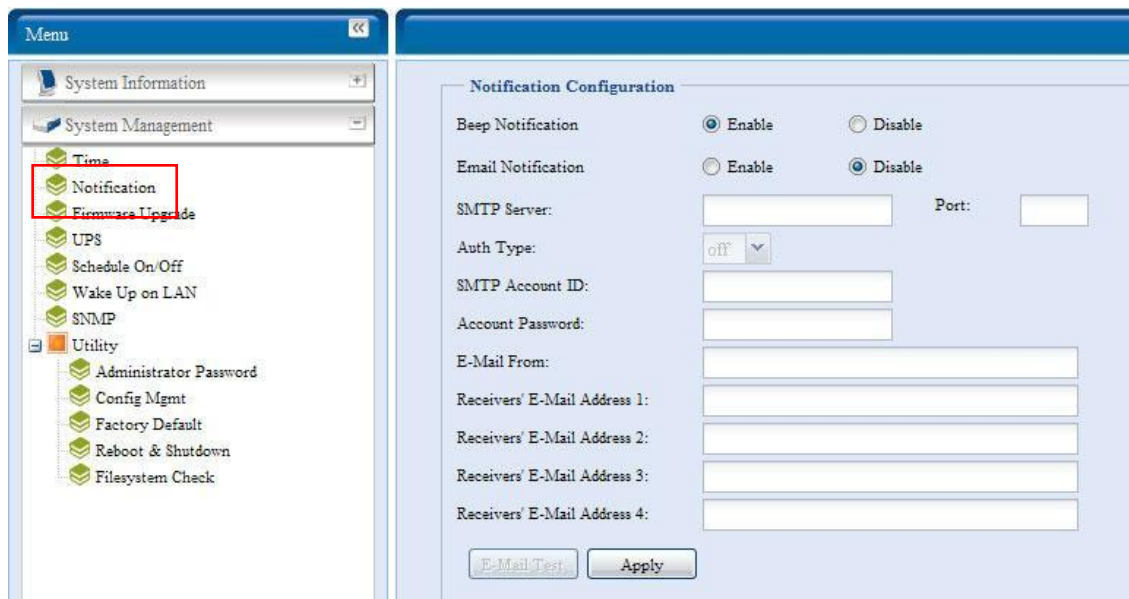 Menu
System Information
System Management
Time
Notification
Firmware Upgrade
UPS
Schedule On/Off
Wake Up on LAN
SNMP
Utility
Administrator Password
Config Mgmt
Factory Default
Reboot & Shutdown
Filesystem Check
Notification Configuration
Beep Notification Enable Disable
Email Notification Enable Disable
SMTP Server: Port:
Auth Type: off
SMTP Account ID:
Account Password:
E-Mail From:
Receivers' E-Mail Address 1:
Receivers' E-Mail Address 2:
Receivers' E-Mail Address 3:
Receivers' E-Mail Address 4:
E-Mail Test Apply